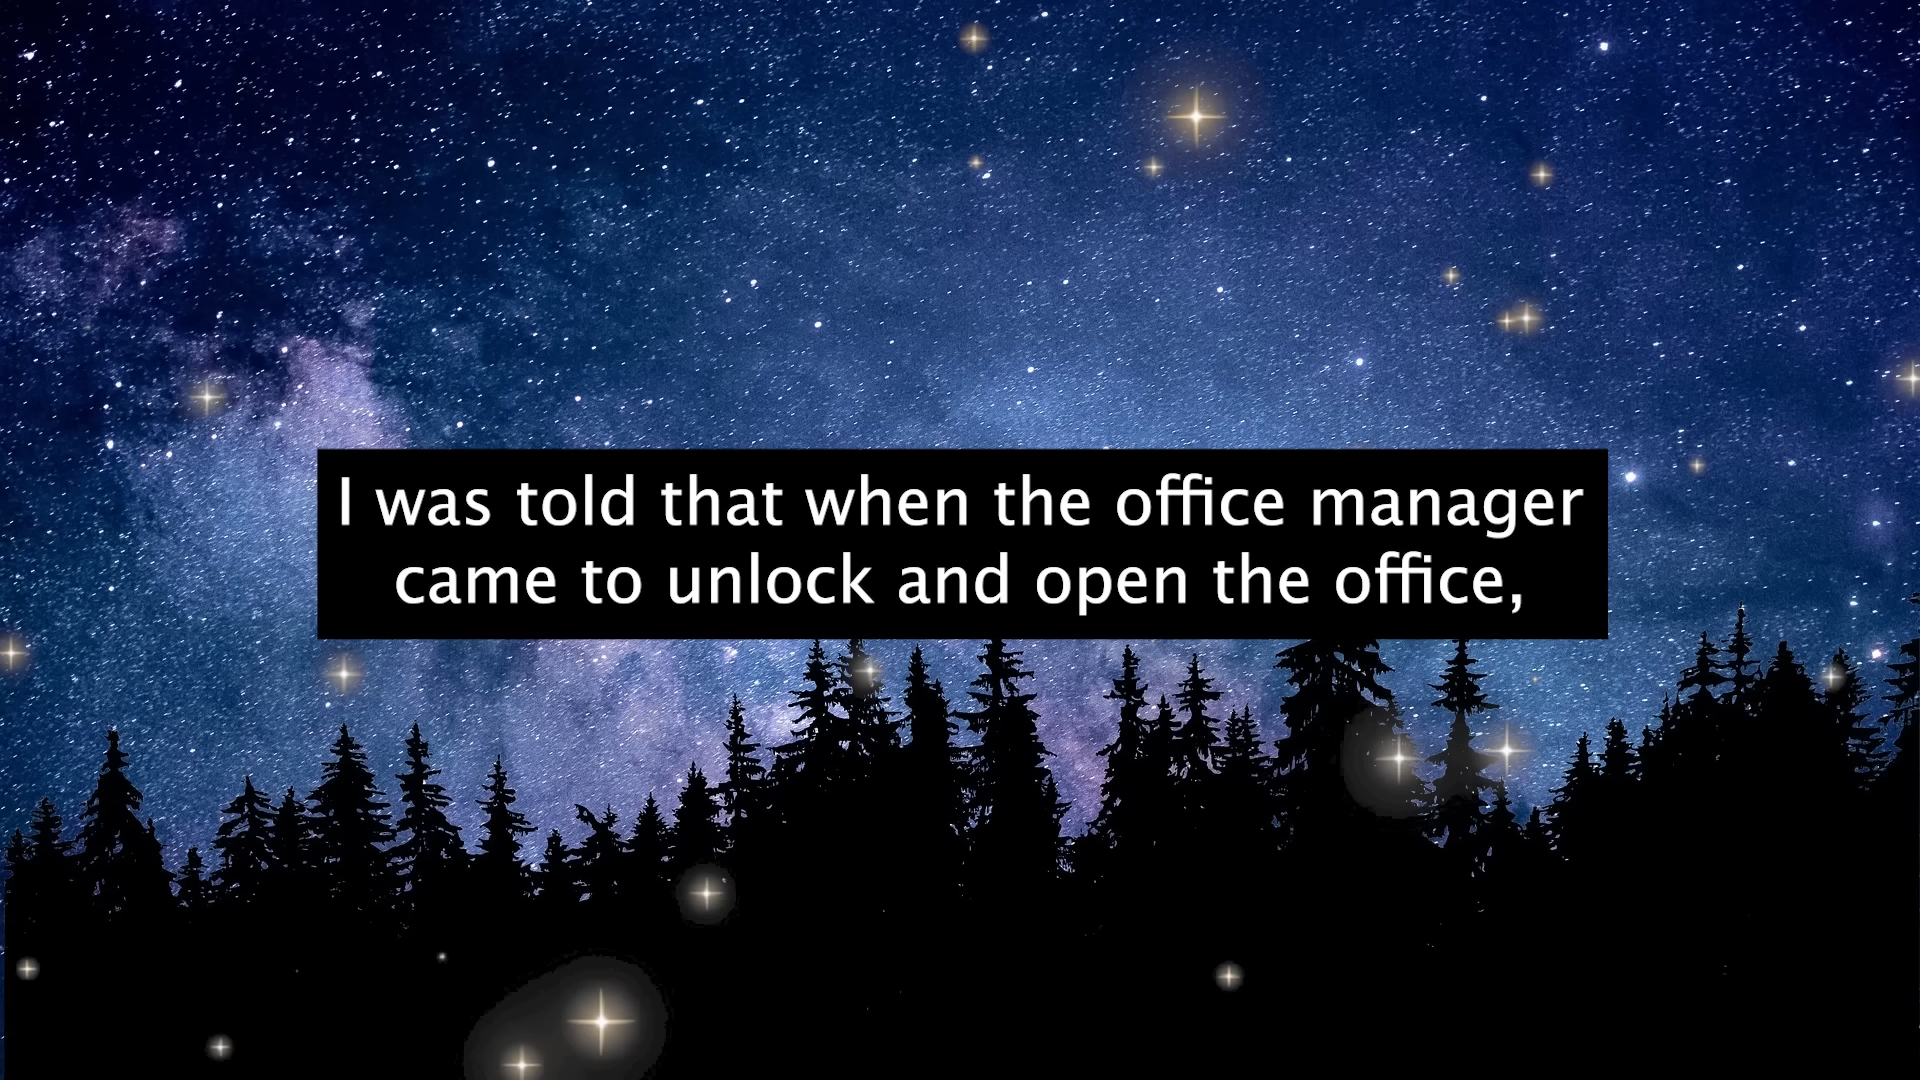 I was told that when the office manager
came to unlock and open the office,